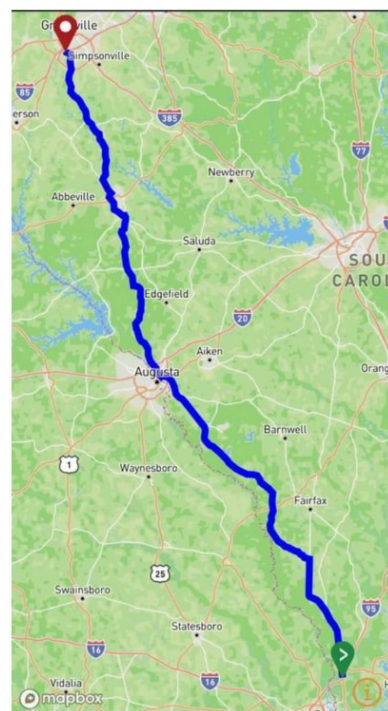 Simpsonville
85
385
77
Newberry
Abbeville
Saluda
SOU
CAROL
Edgefield
20
Aiken
Augusta
Orang
Barnwell
1
Waynesboro
Fairfax
25
Swainsboro
95
Statesboro
16
16
Vidalia
mapbox